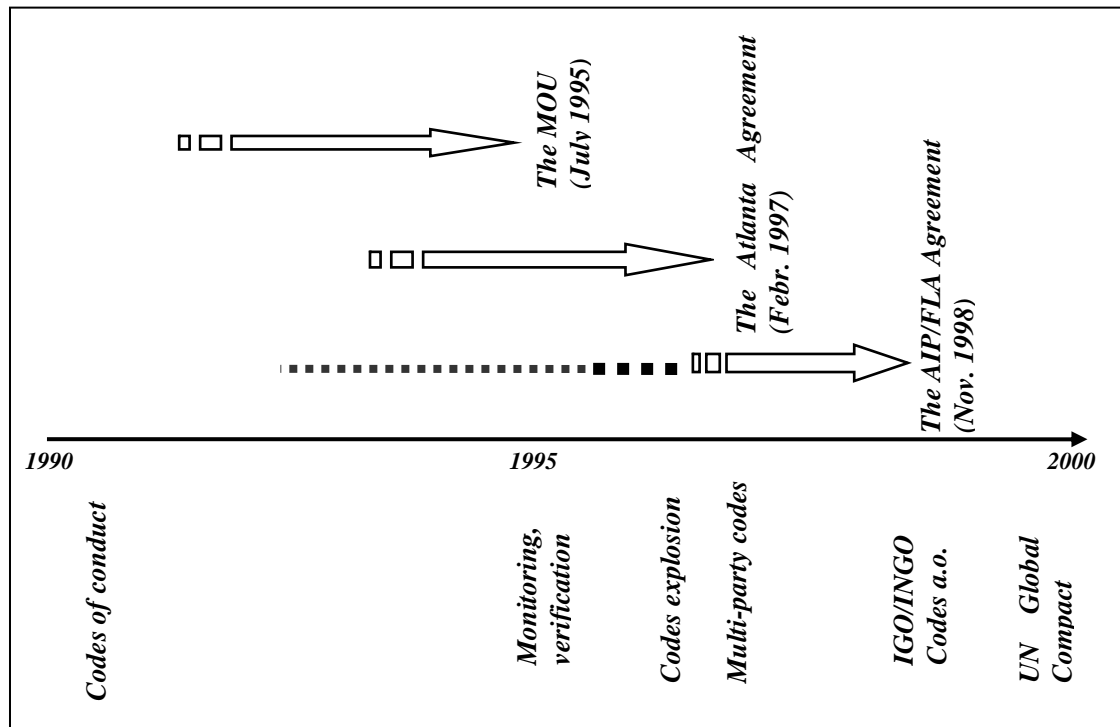 The MOU
(July 1995)
The Atlanta Agreement
(Febr. 1997)
The AIP/FLA Agreement
(Nov. 1998)
1990
1995
2000
Codes of conduct
Monitoring,
verification
Codes explosion
Multi-party codes
IGO/INGO
Codes a.o.
UN Global
Compact